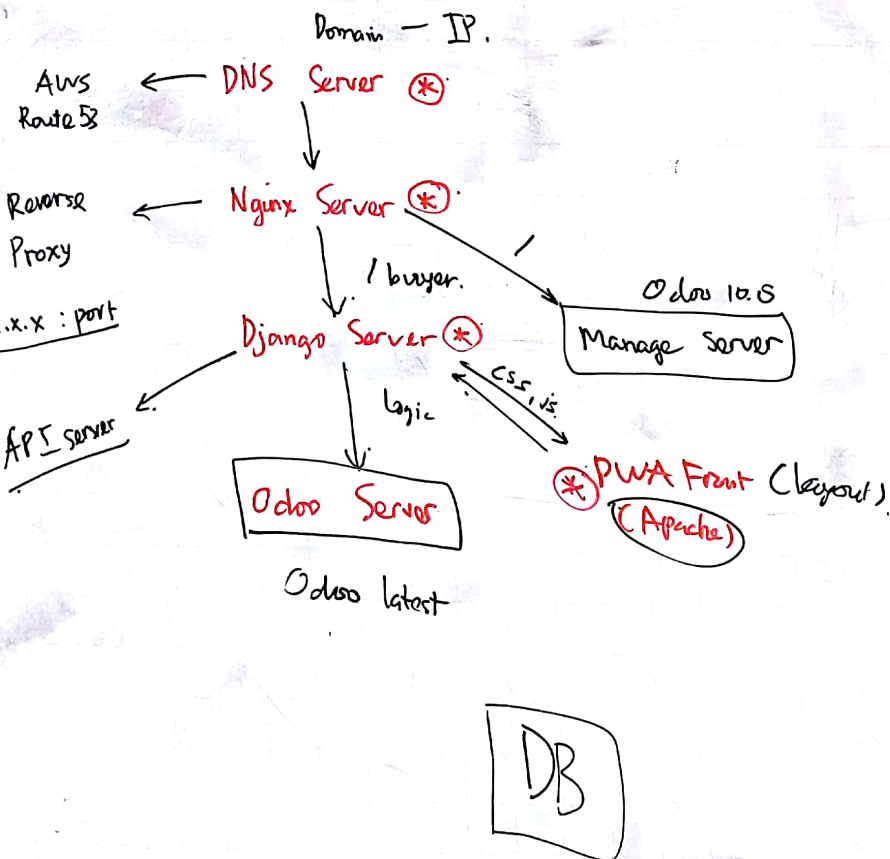 Domain — IP.
AWS ← DNS Server *
Route 53
Reverse ← Nginx Server *
Proxy
/
/ buyer.
.x.x : port
Odoo 10.0
Manage Server
Django Server *
css, js.
Logic
API server
* PWA Front (layout).
(Apache)
Odoo Server
Odoo latest
DB